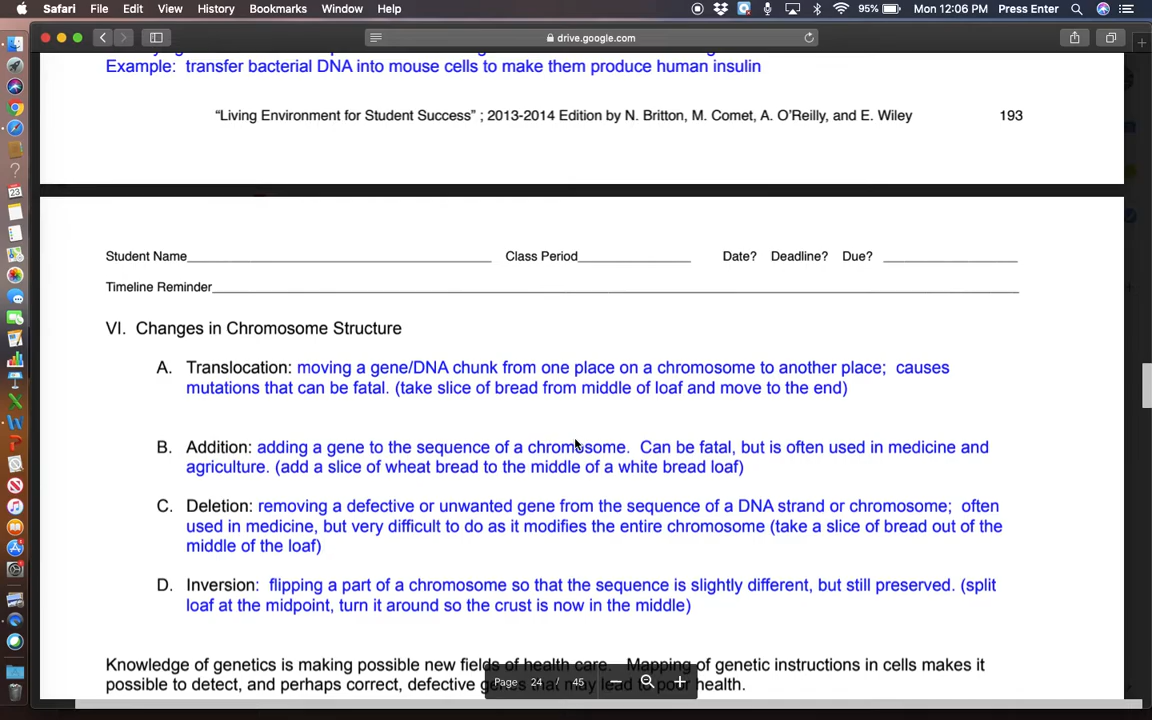 Safari File Edit View History Bookmarks Window Help 95% Mon 12:06 PM Press Enter
drive.google.com
Example: transfer bacterial DNA into mouse cells to make them produce human insulin
“Living Environment for Student Success” ; 2013-2014 Edition by N. Britton, M. Comet, A. O’Reilly, and E. Wiley 193
Student Name Class Period Date? Deadline? Due?
Timeline Reminder
VI. Changes in Chromosome Structure
A. Translocation: moving a gene/DNA chunk from one place on a chromosome to another place; causes
mutations that can be fatal. (take slice of bread from middle of loaf and move to the end)
B. Addition: adding a gene to the sequence of a chromosome. Can be fatal, but is often used in medicine and
agriculture. (add a slice of wheat bread to the middle of a white bread loaf)
C. Deletion: removing a defective or unwanted gene from the sequence of a DNA strand or chromosome; often
used in medicine, but very difficult to do as it modifies the entire chromosome (take a slice of bread out of the
middle of the loaf)
D. Inversion: flipping a part of a chromosome so that the sequence is slightly different, but still preserved. (split
loaf at the midpoint, turn it around so the crust is now in the middle)
Knowledge of genetics is making possible new fields of health care. Mapping of genetic instructions in cells makes it
possible to detect, and perhaps correct, defective genes that may lead to poor health.
Page 24 / 45